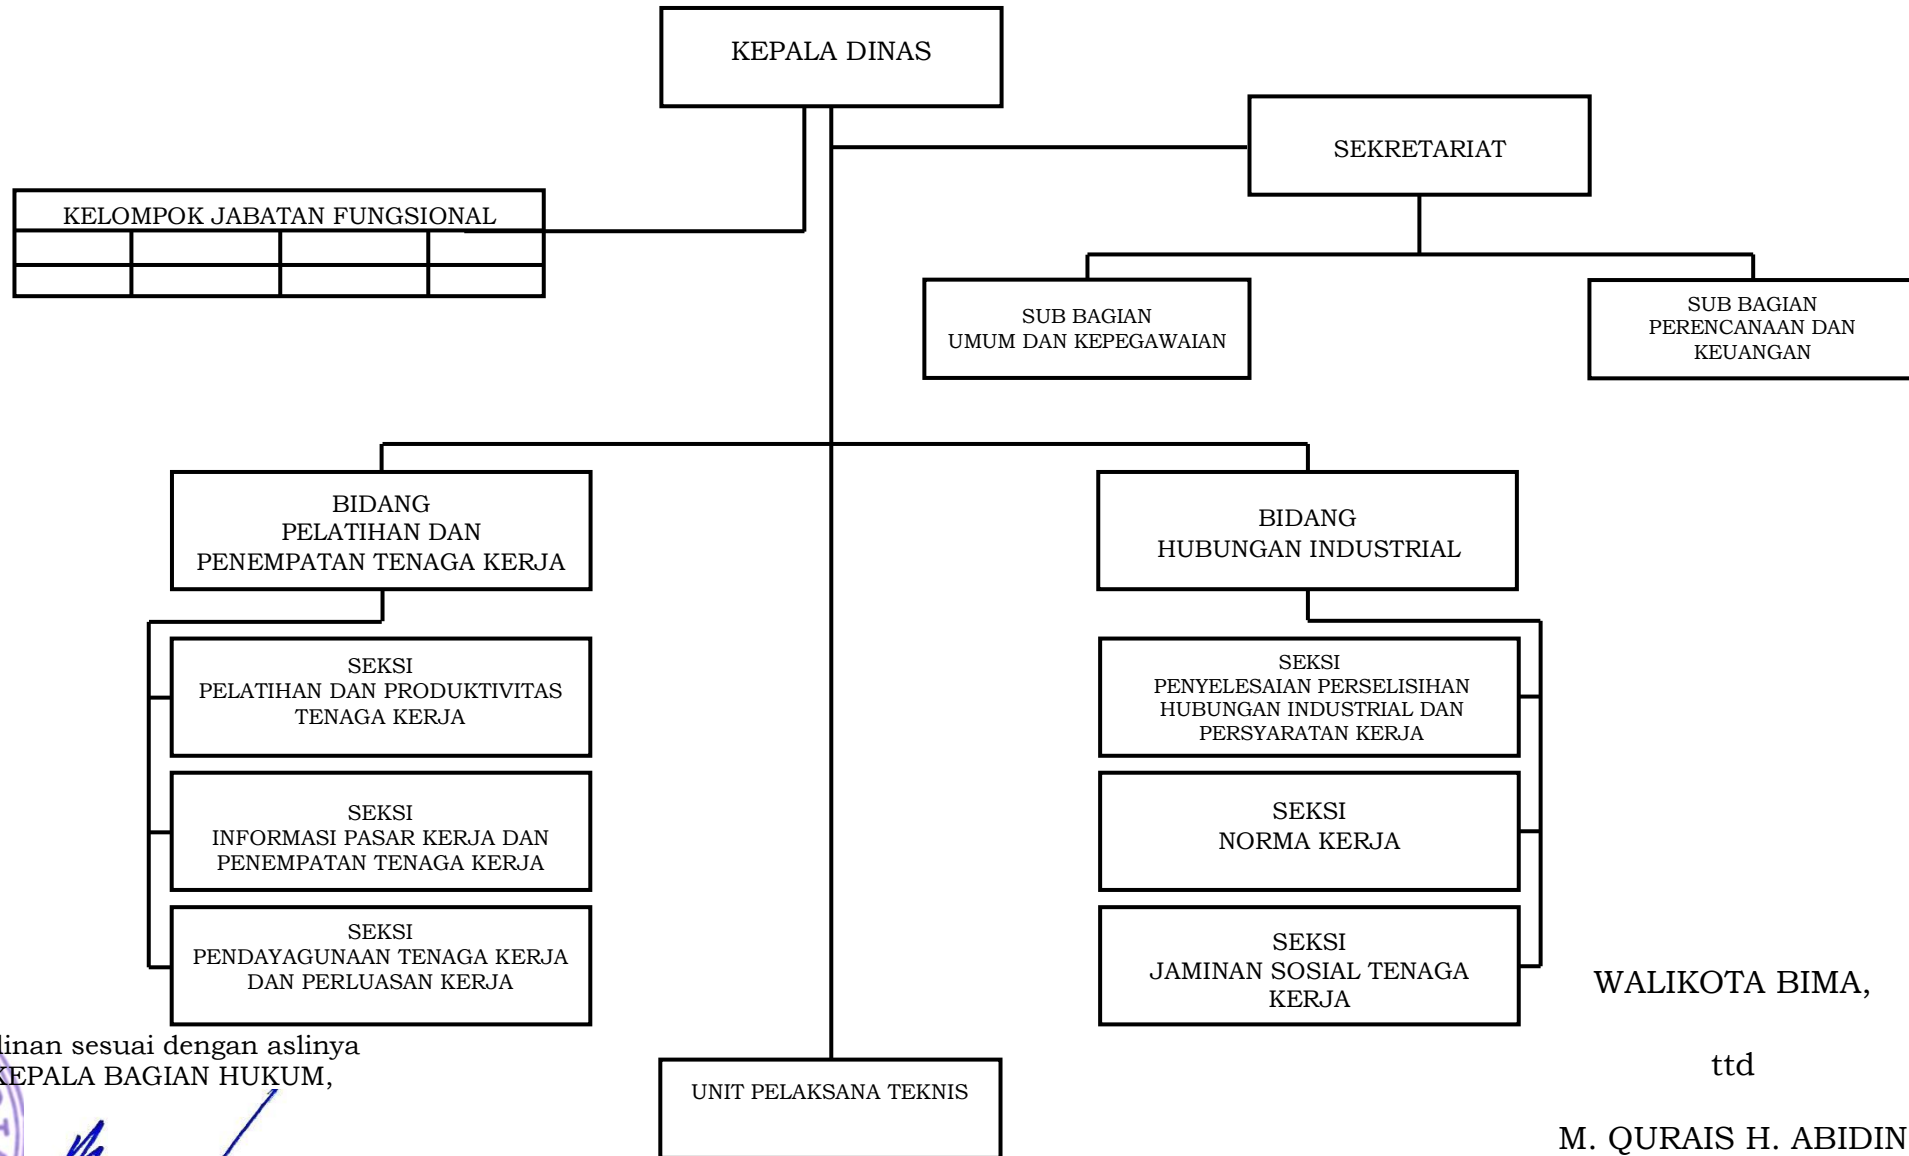 KEPALA DINAS
SEKRETARIAT
KELOMPOK JABATAN FUNGSIONAL
SUB BAGIAN
UMUM DAN KEPEGAWAIAN
SUB BAGIAN
PERENCANAAN DAN
KEUANGAN
BIDANG
PELATIHAN DAN
PENEMPATAN TENAGA KERJA
BIDANG
HUBUNGAN INDUSTRIAL
SEKSI
PELATIHAN DAN PRODUKTIVITAS
TENAGA KERJA
SEKSI
PENYELESAIAN PERSELISIHAN
HUBUNGAN INDUSTRIAL DAN
PERSYARATAN KERJA
SEKSI
INFORMASI PASAR KERJA DAN
PENEMPATAN TENAGA KERJA
SEKSI
NORMA KERJA
SEKSI
PENDAYAGUNAAN TENAGA KERJA
DAN PERLUASAN KERJA
SEKSI
JAMINAN SOSIAL TENAGA
KERJA
WALIKOTA BIMA,
ttd
M. QURAIS H. ABIDIN
linan sesuai dengan aslinya
KEPALA BAGIAN HUKUM,
UNIT PELAKSANA TEKNIS